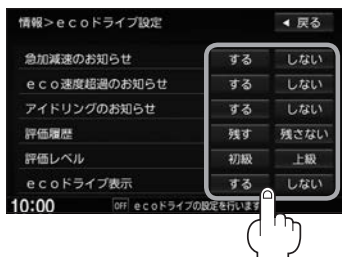 情報>ecoドライブ設定 ◀ 戻る
急加減速のお知らせ する しない
eco速度超過のお知らせ する しない
アイドリングのお知らせ する しない
評価履歴 残す 残さない
評価レベル 初級 上級
ecoドライブ表示 する しない
10:00 OFF ecoドライブの設定を行います